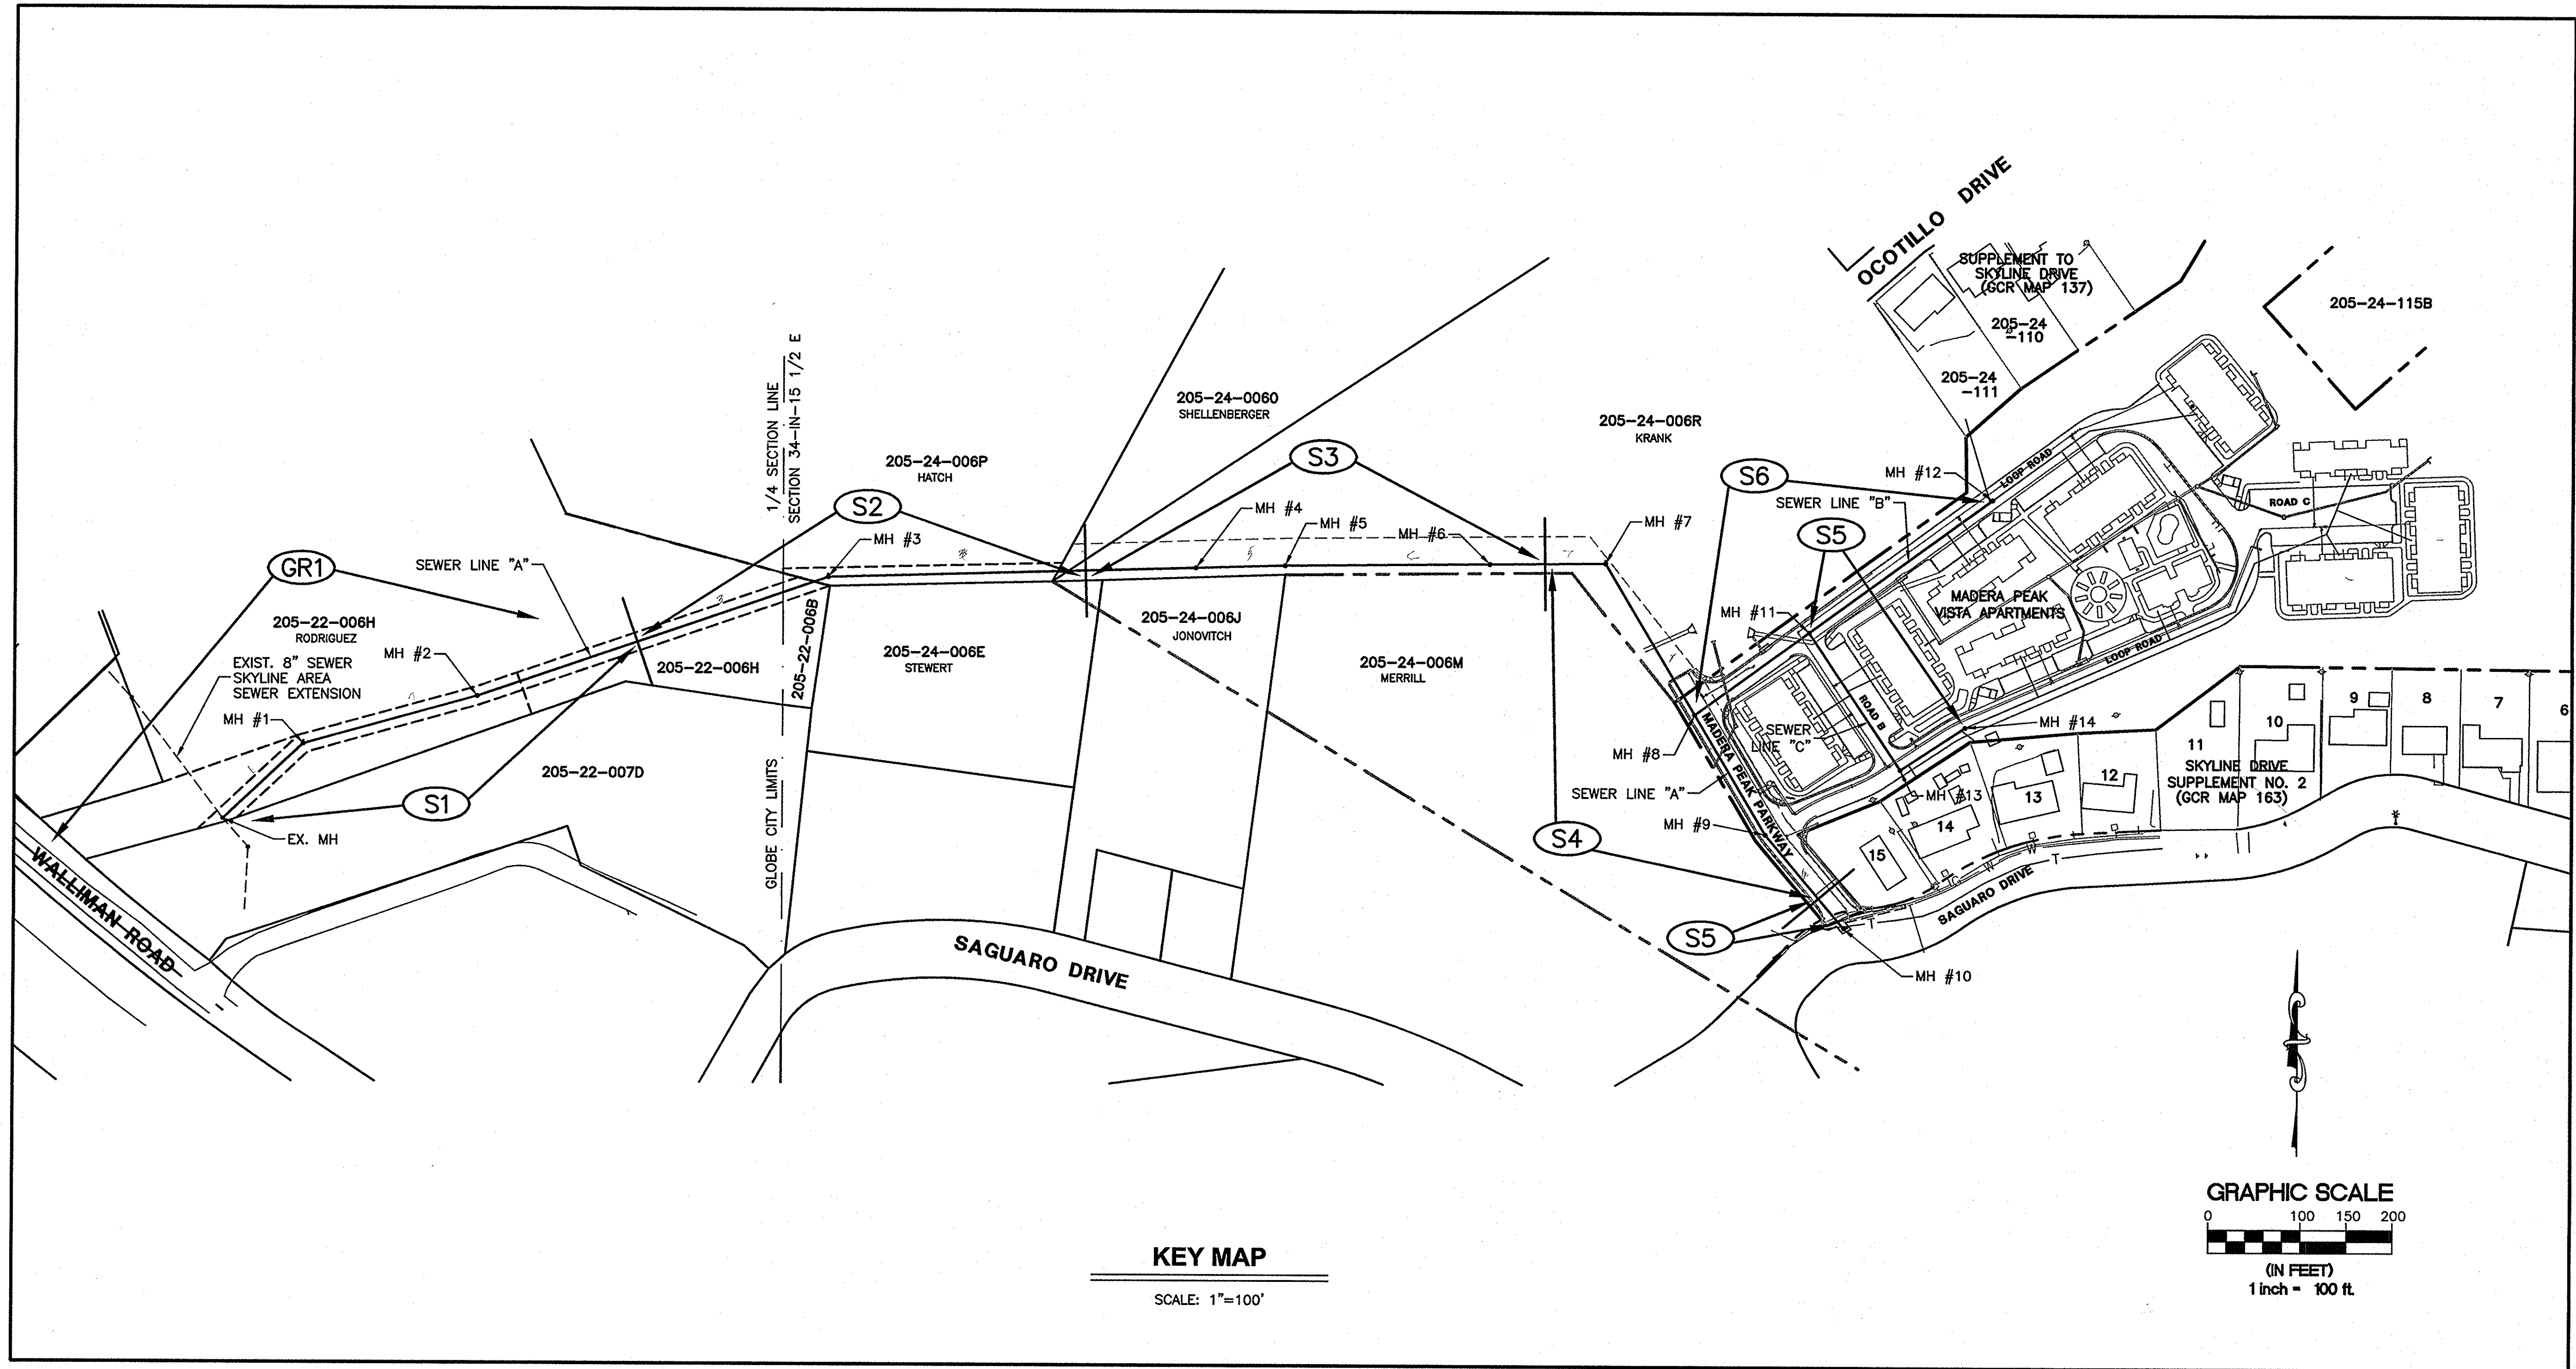 OCOTILLO DRIVE
SUPPLEMENT TO
SKYLINE DRIVE
(GCR MAP 137)
205-24
-110
205-24
-111
205-24-115B
1/4 SECTION LINE
SECTION 34-IN-15 1/2 E
205-24-0060
SHELLENBERGER
205-24-006R
KRANK
205-24-006P
HATCH
S3
S6
S2
S5
GR1
MH #12
SEWER LINE "B"
LOOP ROAD
ROAD C
MH #4
MH #5
MH #6
MH #7
MH #3
SEWER LINE "A"
205-22-006H
RODRIGUEZ
EXIST. 8" SEWER
SKYLINE AREA
SEWER EXTENSION
MH #2
MH #1
205-22-006H
205-22-006B
205-24-006E
STEWERT
205-24-006J
JONOVITCH
205-24-006M
MERRILL
MH #11
MADERA PEAK
VISTA APARTMENTS
LOOP ROAD
ROAD B
SEWER
LINE "C"
MH #8
MADERA PEAK PARKWAY
SEWER LINE "A"
MH #9
MH #14
MH #13
S1
EX. MH
205-22-007D
GLOBE CITY LIMITS
S4
S5
MH #10
15
14
13
12
11
10
9
8
7
6
SKYLINE DRIVE
SUPPLEMENT NO. 2
(GCR MAP 163)
T
W
T
G
W
T
SAGUARO DRIVE
WALLIMAN ROAD
SAGUARO DRIVE
GRAPHIC SCALE
0 100 150 200
(IN FEET)
1 inch = 100 ft.
KEY MAP
SCALE: 1"=100'